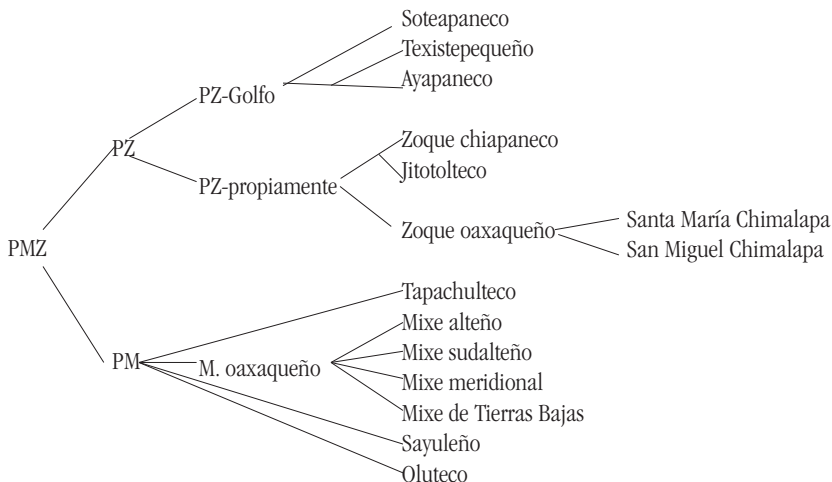 Soteapaneco
Texistepequeño
Ayapaneco
PZ-Golfo
PZ
Zoque chiapaneco
Jitotolteco
PZ-propiamente
Zoque oaxaqueño
Santa María Chimalapa
San Miguel Chimalapa
PMZ
Tapachulteco
Mixe alteño
Mixe sudalteño
PM
M. oaxaqueño
Mixe meridional
Mixe de Tierras Bajas
Sayuleño
Oluteco